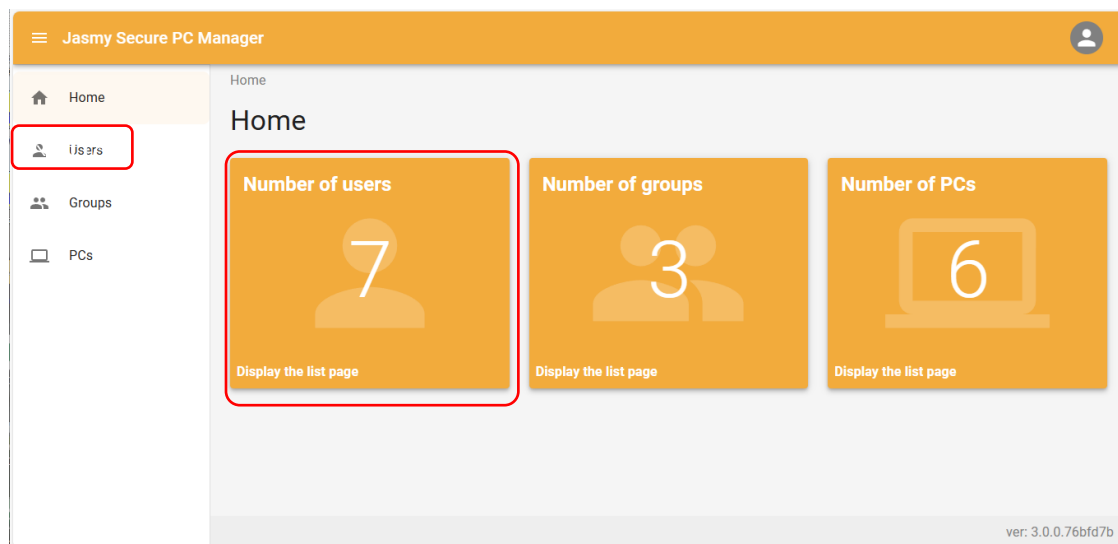 Jasmy Secure PC Manager
Home
Users
Groups
PCs
Home
Home
Number of users
7
Display the list page
Number of groups
3
Display the list page
Number of PCs
6
Display the list page
ver: 3.0.0.76bfd7b